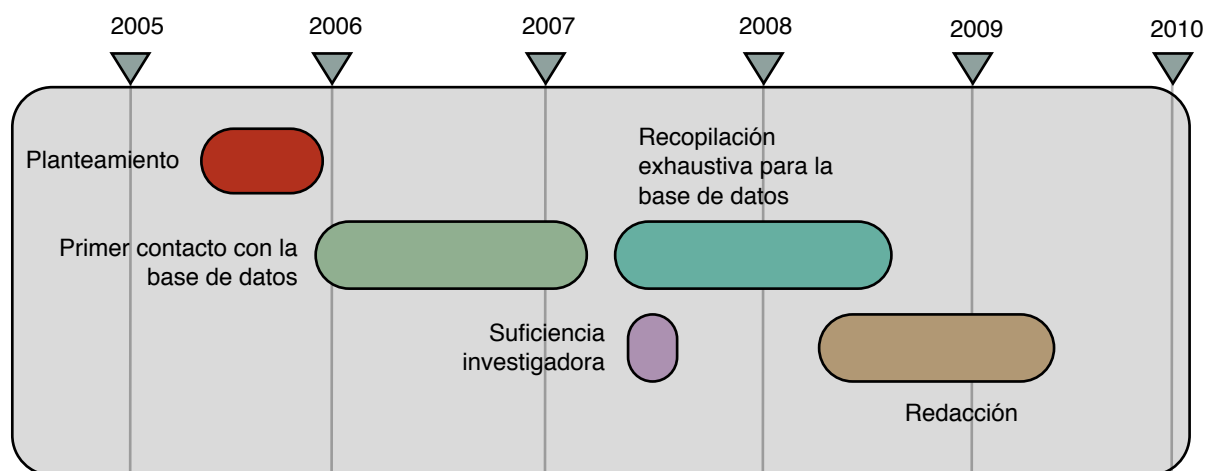 2005
2006
2007
2008
2009
2010
Planteamiento
Recopilación
exhaustiva para la
base de datos
Primer contacto con la
base de datos
Suficiencia
investigadora
Redacción